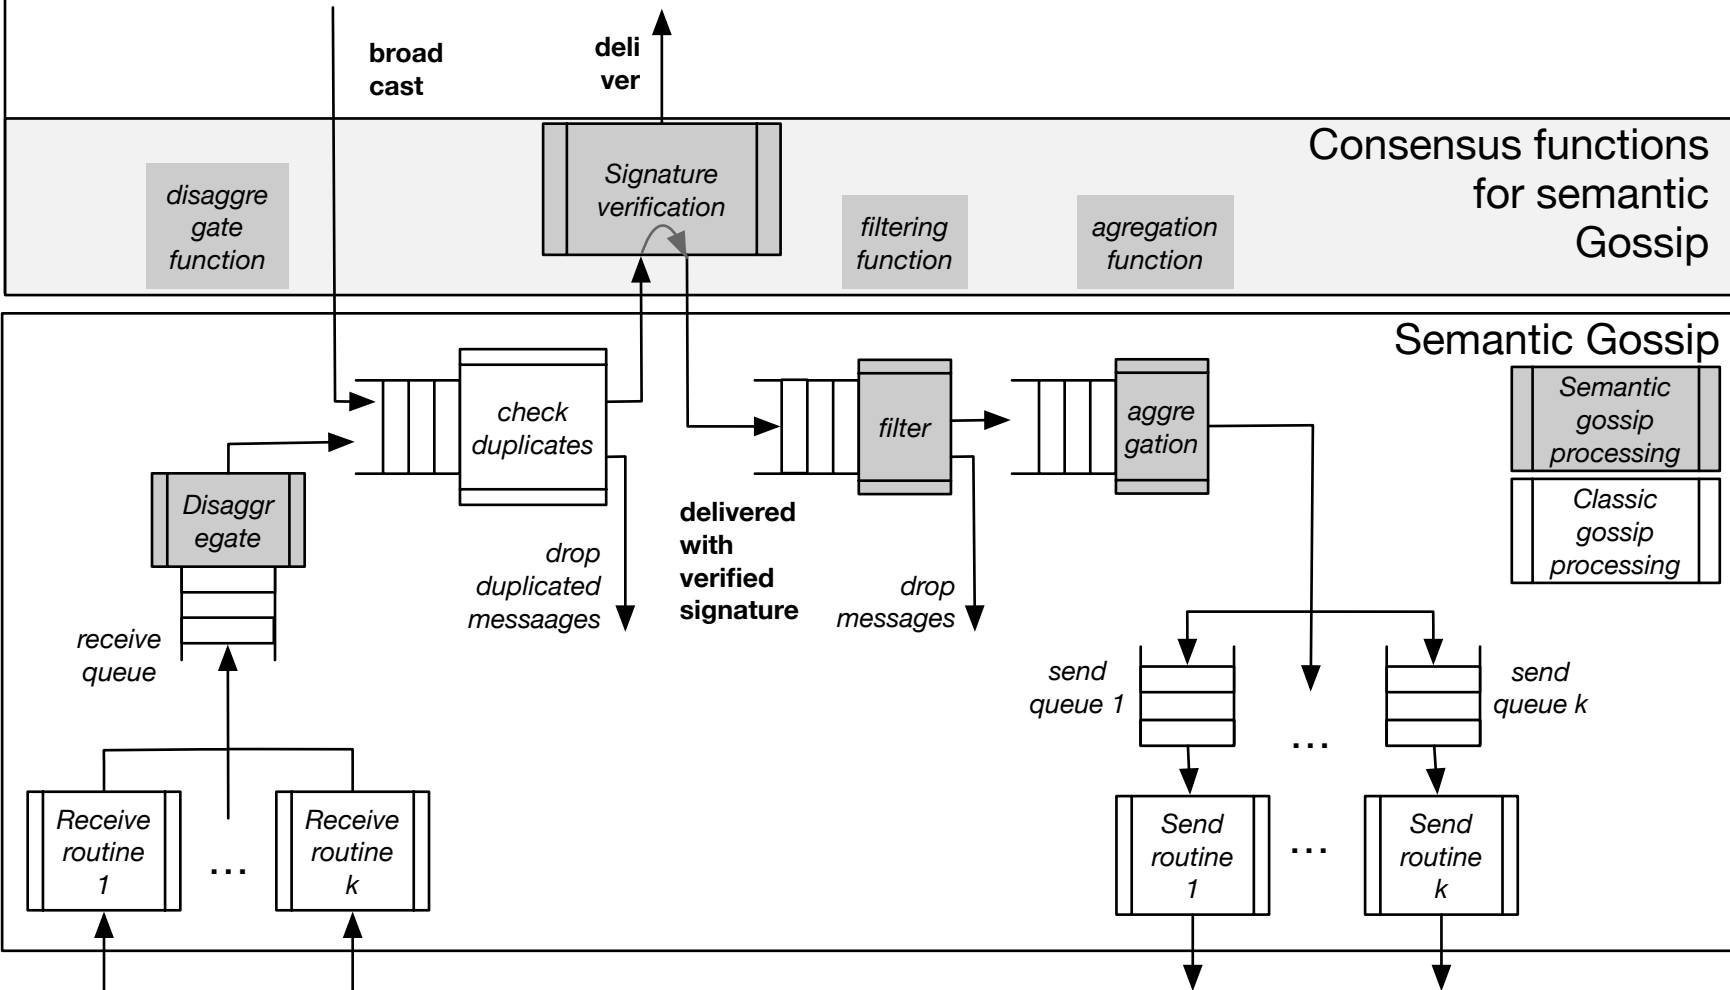 broad
cast
deli
ver
Consensus functions
for semantic
Gossip
disaggre
gate
function
Signature
verification
filtering
function
agregation
function
Semantic Gossip
Semantic
gossip
processing
Classic
gossip
processing
check
duplicates
filter
aggre
gation
Disaggr
egate
drop
duplicated
messaages
delivered
with
verified
signature
drop
messages
receive
queue
send
queue 1
...
send
queue k
Receive
routine
1
...
Receive
routine
k
Send
routine
1
...
Send
routine
k